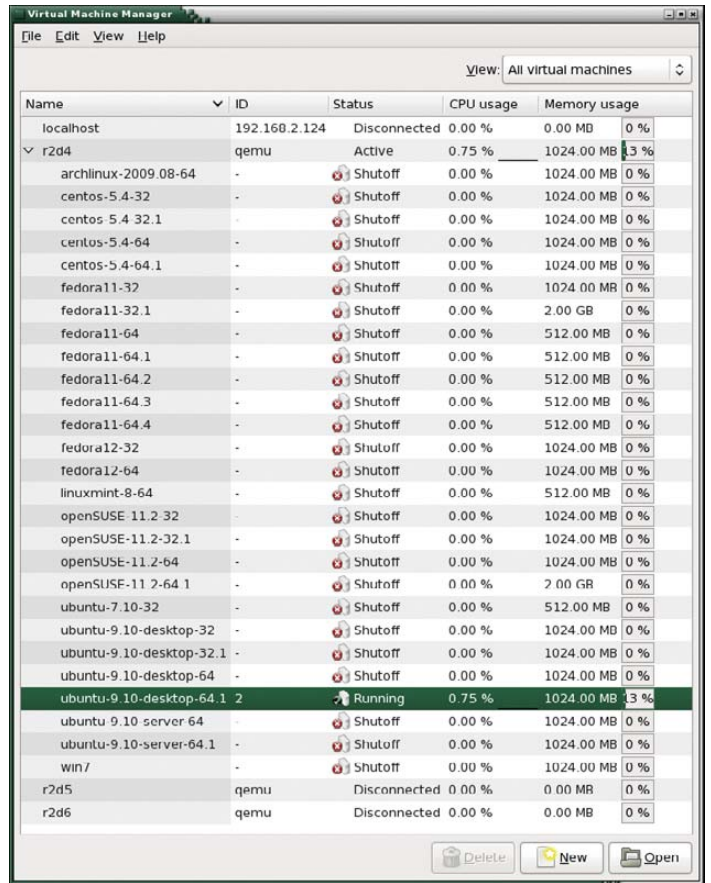 Virtual Machine Manager
File Edit View Help
View: All virtual machines
Name ID Status CPU usage Memory usage
localhost 192.168.2.124 Disconnected 0.00 % 0.00 MB 0 %
r2d4 qemu Active 0.75 % 1024.00 MB 13 %
archlinux-2009.08-64 - Shutoff 0.00 % 1024.00 MB 0 %
centos-5.4-32 - Shutoff 0.00 % 1024.00 MB 0 %
centos-5.4-32.1 - Shutoff 0.00 % 1024.00 MB 0 %
centos-5.4-64 - Shutoff 0.00 % 1024.00 MB 0 %
centos-5.4-64.1 - Shutoff 0.00 % 1024.00 MB 0 %
fedora11-32 - Shutoff 0.00 % 1024.00 MB 0 %
fedora11-32.1 - Shutoff 0.00 % 2.00 GB 0 %
fedora11-64 - Shutoff 0.00 % 512.00 MB 0 %
fedora11-64.1 - Shutoff 0.00 % 512.00 MB 0 %
fedora11-64.2 - Shutoff 0.00 % 512.00 MB 0 %
fedora11-64.3 - Shutoff 0.00 % 512.00 MB 0 %
fedora11-64.4 - Shutoff 0.00 % 512.00 MB 0 %
fedora12-32 - Shutoff 0.00 % 1024.00 MB 0 %
fedora12-64 - Shutoff 0.00 % 1024.00 MB 0 %
linuxmint-8-64 - Shutoff 0.00 % 512.00 MB 0 %
openSUSE-11.2-32 - Shutoff 0.00 % 1024.00 MB 0 %
openSUSE-11.2-32.1 - Shutoff 0.00 % 1024.00 MB 0 %
openSUSE-11.2-64 - Shutoff 0.00 % 1024.00 MB 0 %
openSUSE-11.2-64.1 - Shutoff 0.00 % 2.00 GB 0 %
ubuntu-7.10-32 - Shutoff 0.00 % 512.00 MB 0 %
ubuntu-9.10-desktop-32 - Shutoff 0.00 % 1024.00 MB 0 %
ubuntu-9.10-desktop-32.1 - Shutoff 0.00 % 1024.00 MB 0 %
ubuntu-9.10-desktop-64 - Shutoff 0.00 % 1024.00 MB 0 %
ubuntu-9.10-desktop-64.1 2 Running 0.75 % 1024.00 MB 13 %
ubuntu-9.10-server-64 - Shutoff 0.00 % 1024.00 MB 0 %
ubuntu-9.10-server-64.1 - Shutoff 0.00 % 1024.00 MB 0 %
win7 - Shutoff 0.00 % 1024.00 MB 0 %
r2d5 qemu Disconnected 0.00 % 0.00 MB 0 %
r2d6 qemu Disconnected 0.00 % 0.00 MB 0 %
Delete New Open